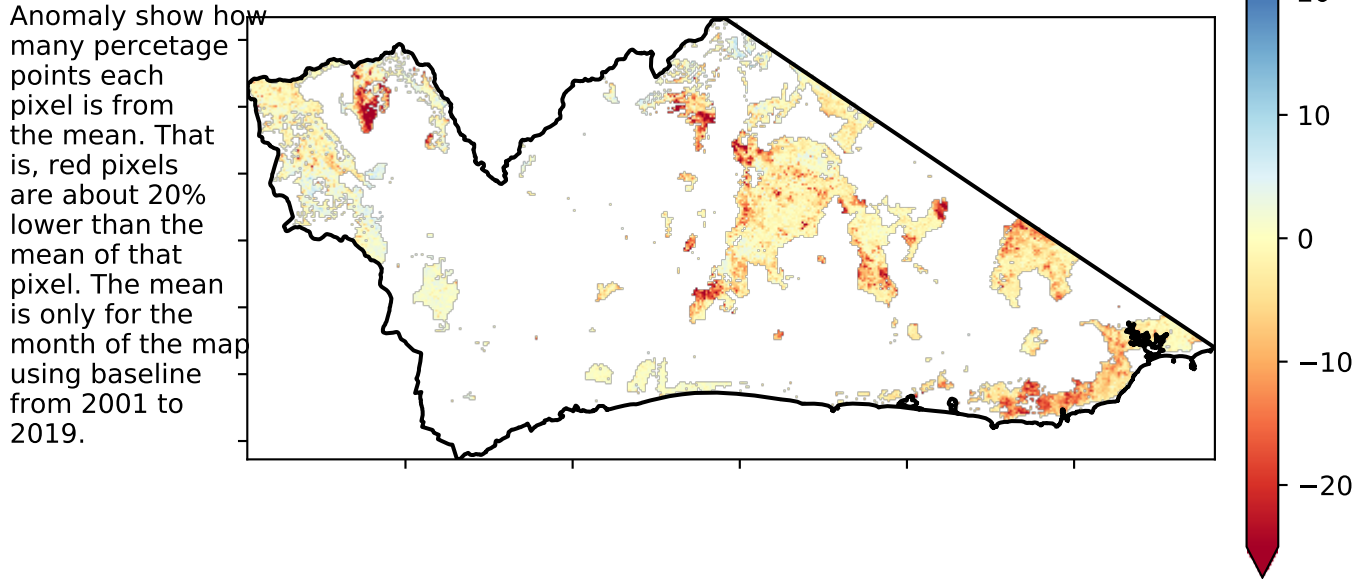 Anomaly show how
many percetage
points each
pixel is from
the mean. That
is, red pixels
are about 20%
lower than the
mean of that
pixel. The mean
is only for the
month of the map
using baseline
from 2001 to
2019.
10
0
−10
−20